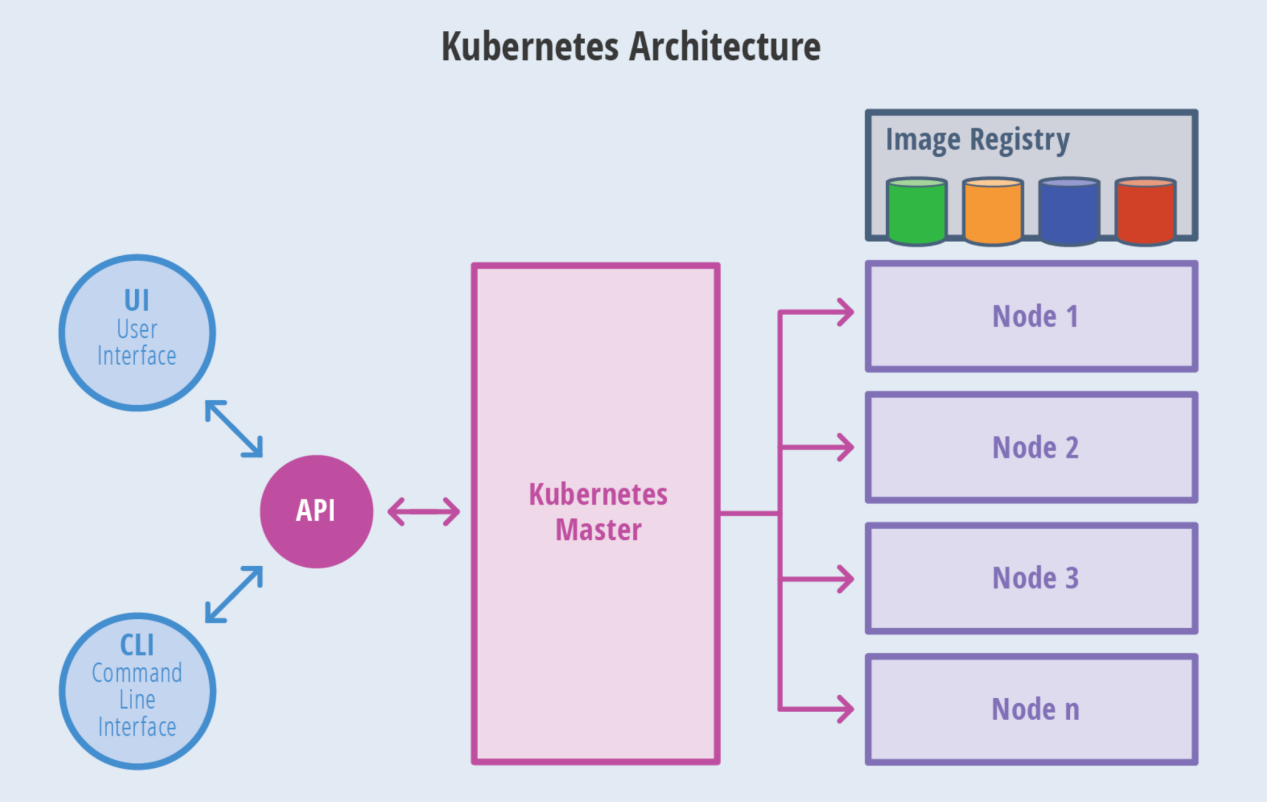 Kubernetes Architecture
Image Registry
UI
User
Interface
Node 1
Node 2
API
Kubernetes
Master
Node 3
CLI
Command
Line
Interface
Node n